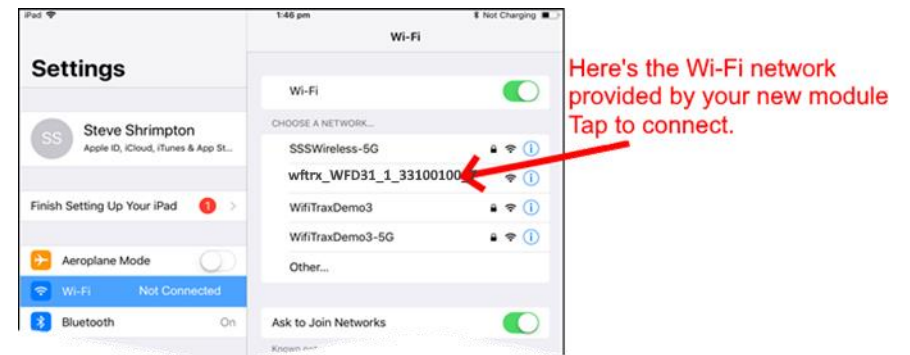 iPad
1:46 pm
Not Charging
Settings
SS
Steve Shrimpton
Apple ID, iCloud, iTunes & App St...
Finish Setting Up Your iPad 1
Aeroplane Mode
Wi-Fi Not Connected
Bluetooth On
Wi-Fi
Wi-Fi
CHOOSE A NETWORK...
SSSWireless-5G
wftrx_WFD31_1_33100100
WifiTraxDemo3
WifiTraxDemo3-5G
Other...
Ask to Join Networks
Known
Here's the Wi-Fi network
provided by your new module
Tap to connect.